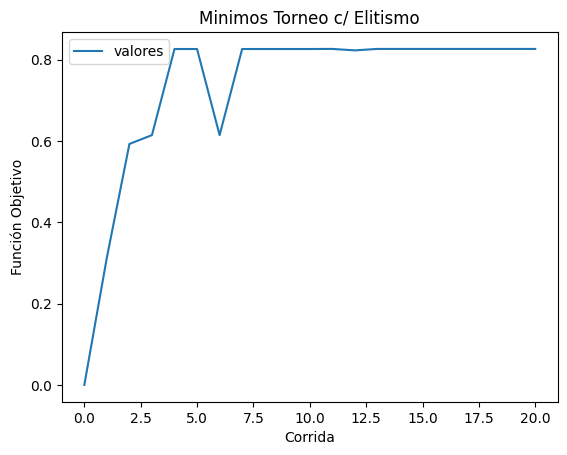 Minimos Torneo c/ Elitismo
valores
Función Objetivo
0.8
0.6
0.4
0.2
0.0
0.0 2.5 5.0 7.5 10.0 12.5 15.0 17.5 20.0
Corrida